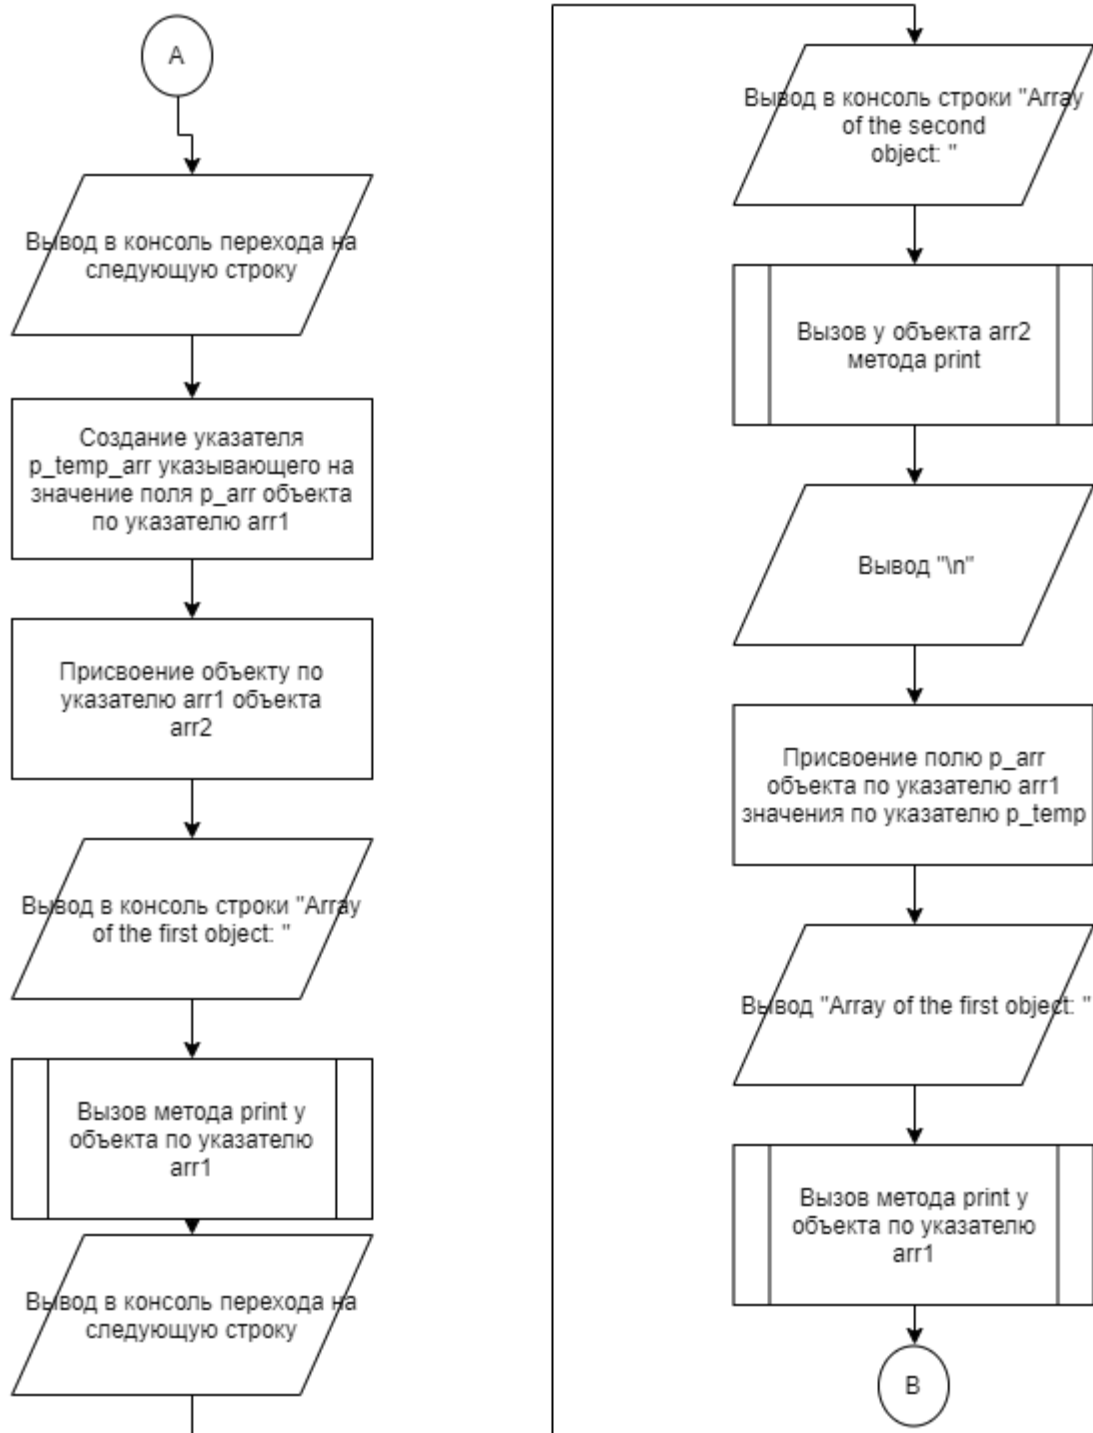 A
Вывод в консоль перехода на
следующую строку
Создание указателя
p_temp_arr указывающего на
значение поля p_arr объекта
по указателю arr1
Присвоение объекту по
указателю arr1 объекта
arr2
Вывод в консоль строки "Array
of the first object: "
Вызов метода print у
объекта по указателю
arr1
Вывод в консоль перехода на
следующую строку
Вывод в консоль строки "Array
of the second
object: "
Вызов у объекта arr2
метода print
Вывод "\n"
Присвоение полю p_arr
объекта по указателю arr1
значения по указателю p_temp
Вывод "Array of the first object: "
Вызов метода print у
объекта по указателю
arr1
B